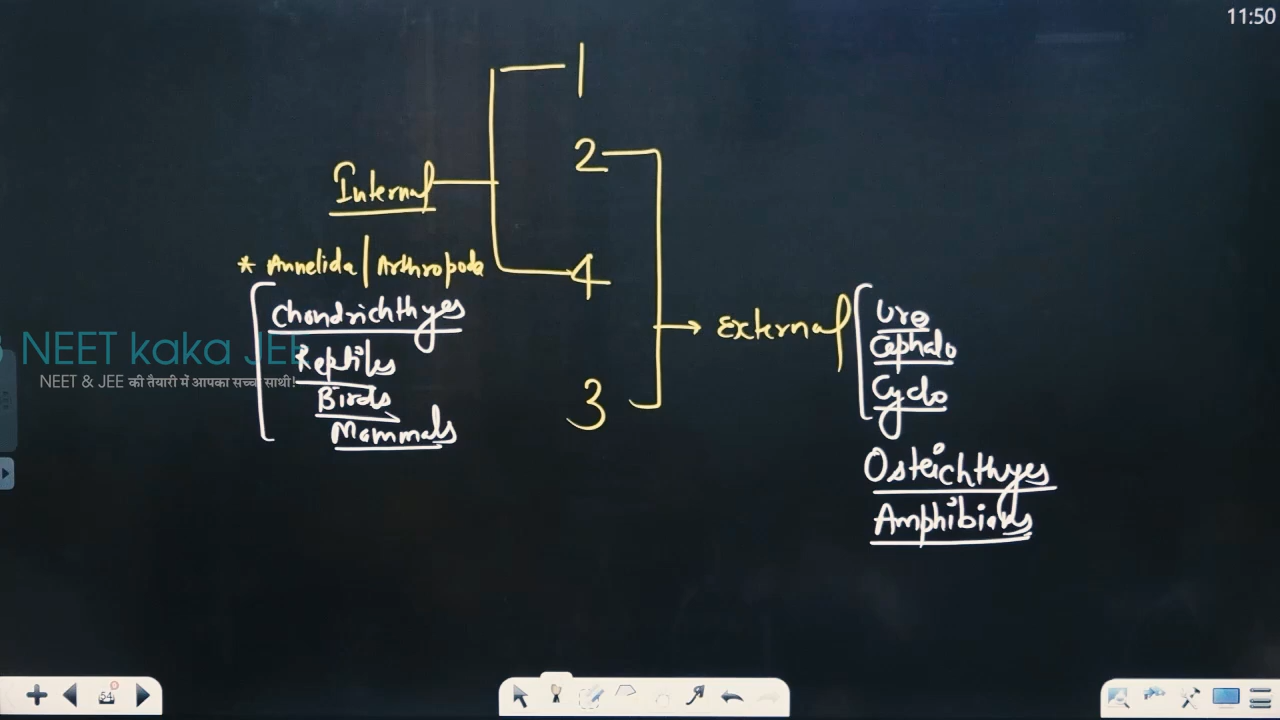 11:50
1
2
Internal
* Annelida | Arthropoda
4
Chondrichthyes
Reptiles
Birds
Mammals
3
External
Uro
Cephalo
Cyclo
Osteichthyes
Amphibians
NEET kaka JEE
NEET & JEE की तैयारी में आपका सच्चा साथी!
54